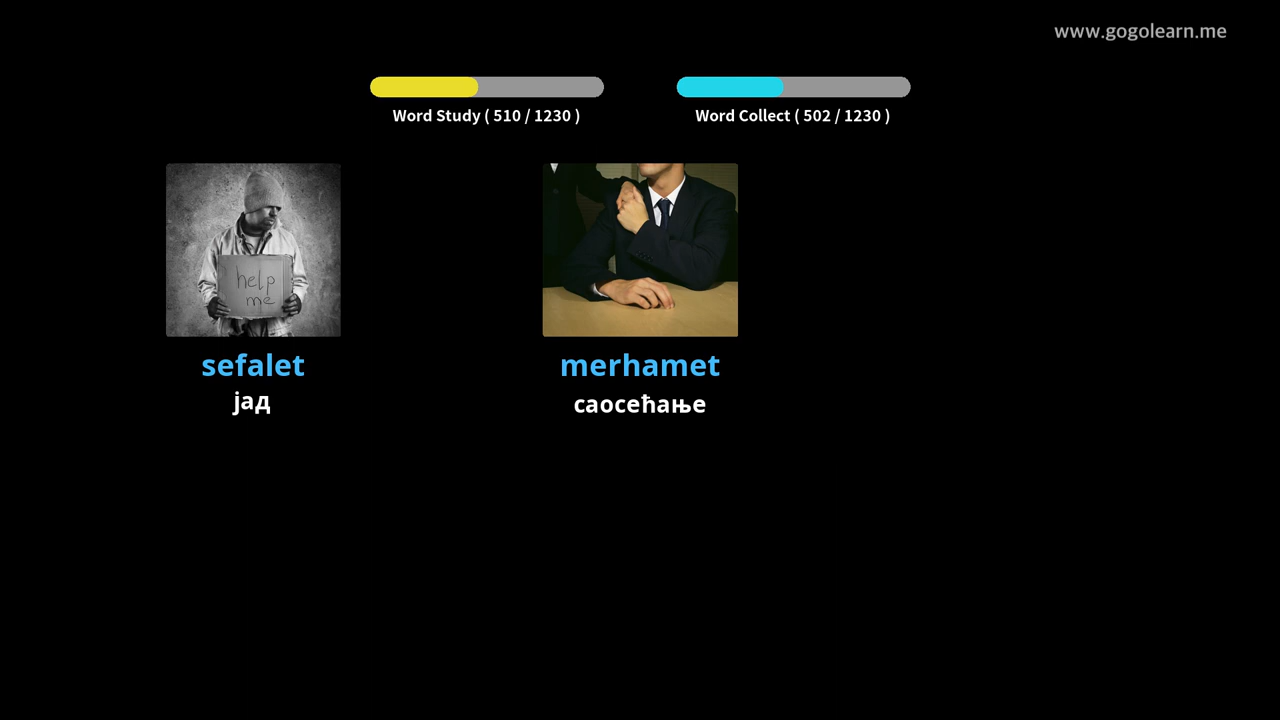 www.gogolearn.me
Word Study ( 510 / 1230 )
Word Collect ( 502 / 1230 )
help
me
sefalet
јад
merhamet
саосећање